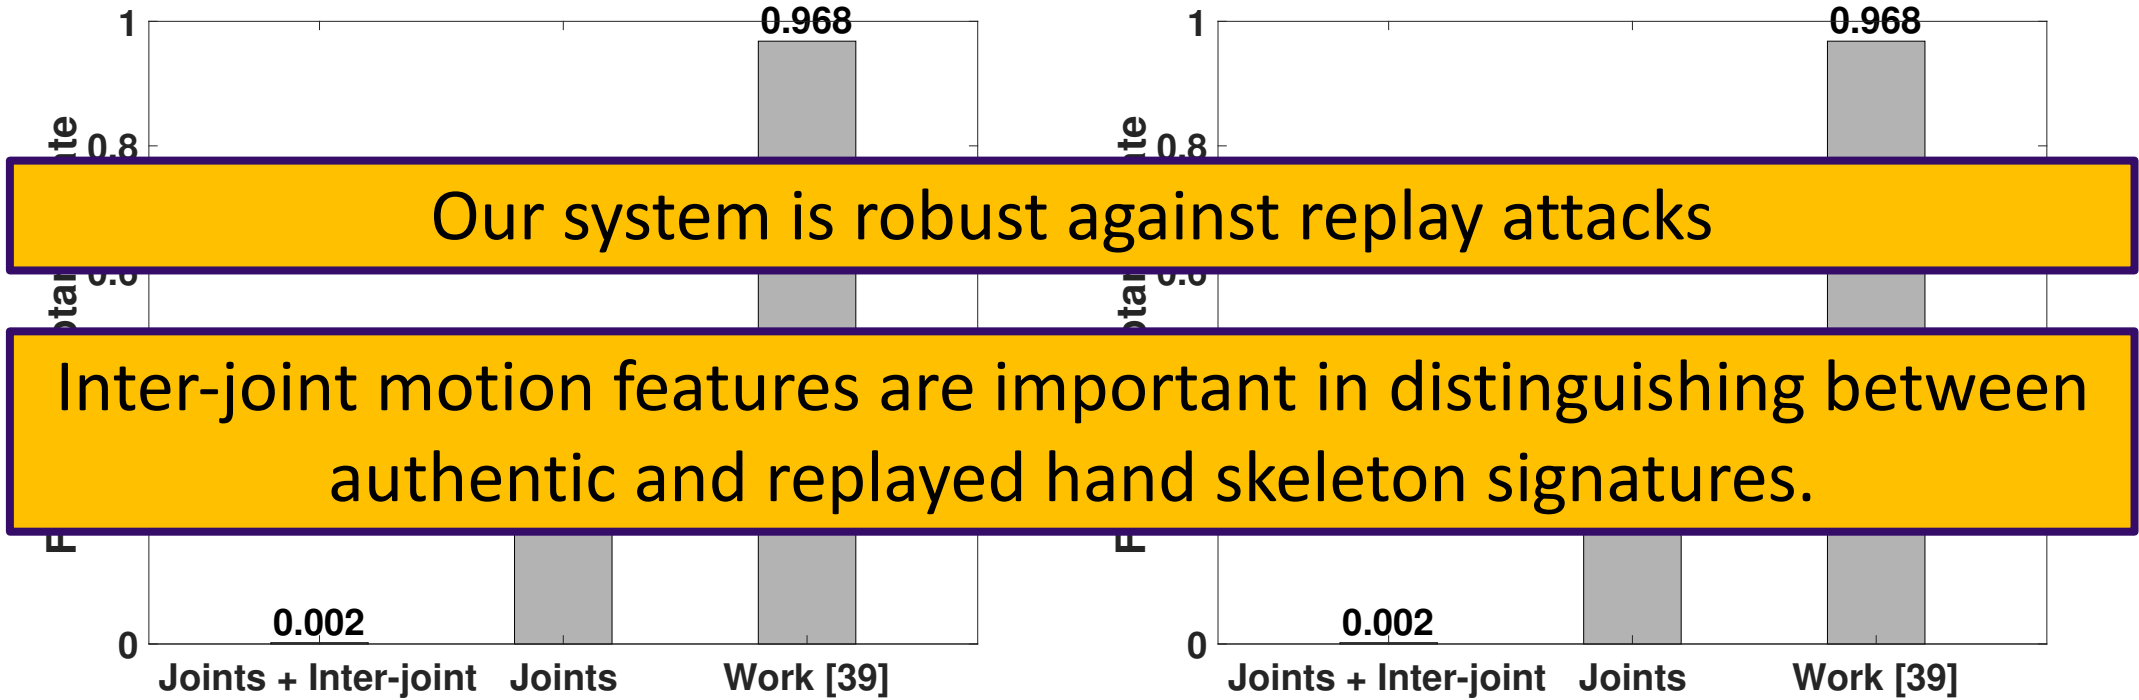 1
0.968
0.8
0
0.002
Joints + Inter-joint
Joints
Work [39]
1
0.968
0.8
0
0.002
Joints + Inter-joint
Joints
Work [39]
Our system is robust against replay attacks
Inter-joint motion features are important in distinguishing between
authentic and replayed hand skeleton signatures.